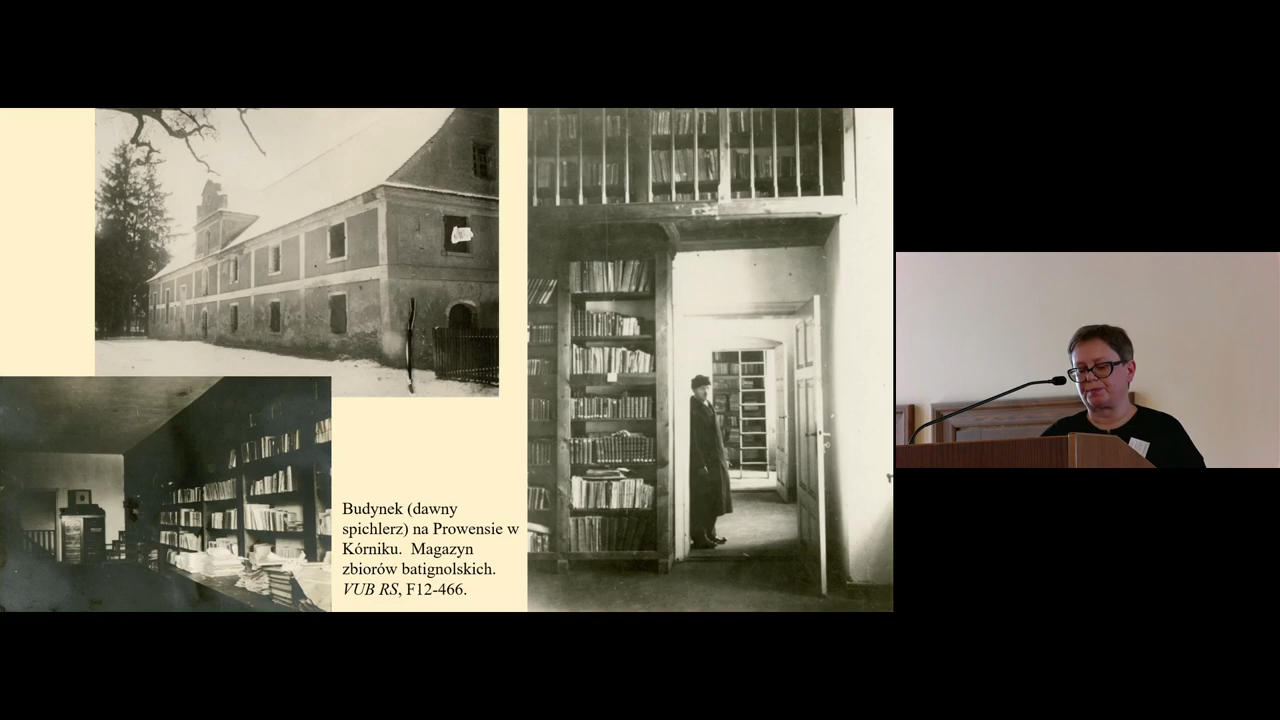 Budynek (dawny
spichlerz) na Prowensie w
Kórniku.  Magazyn
zbiorów batignolskich.
VUB RS, F12-466.